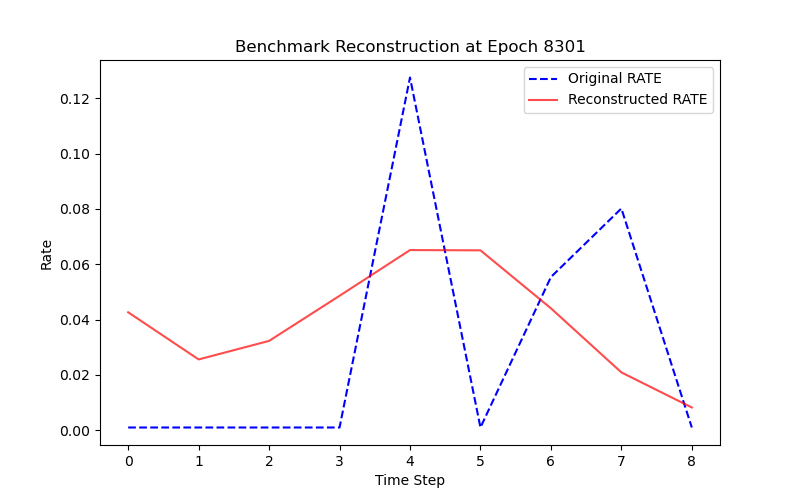 Benchmark Reconstruction at Epoch 8301
Original RATE
Reconstructed RATE
0.12
0.10
0.08
0.06
0.04
0.02
0.00
Rate
0 1 2 3 4 5 6 7 8
Time Step